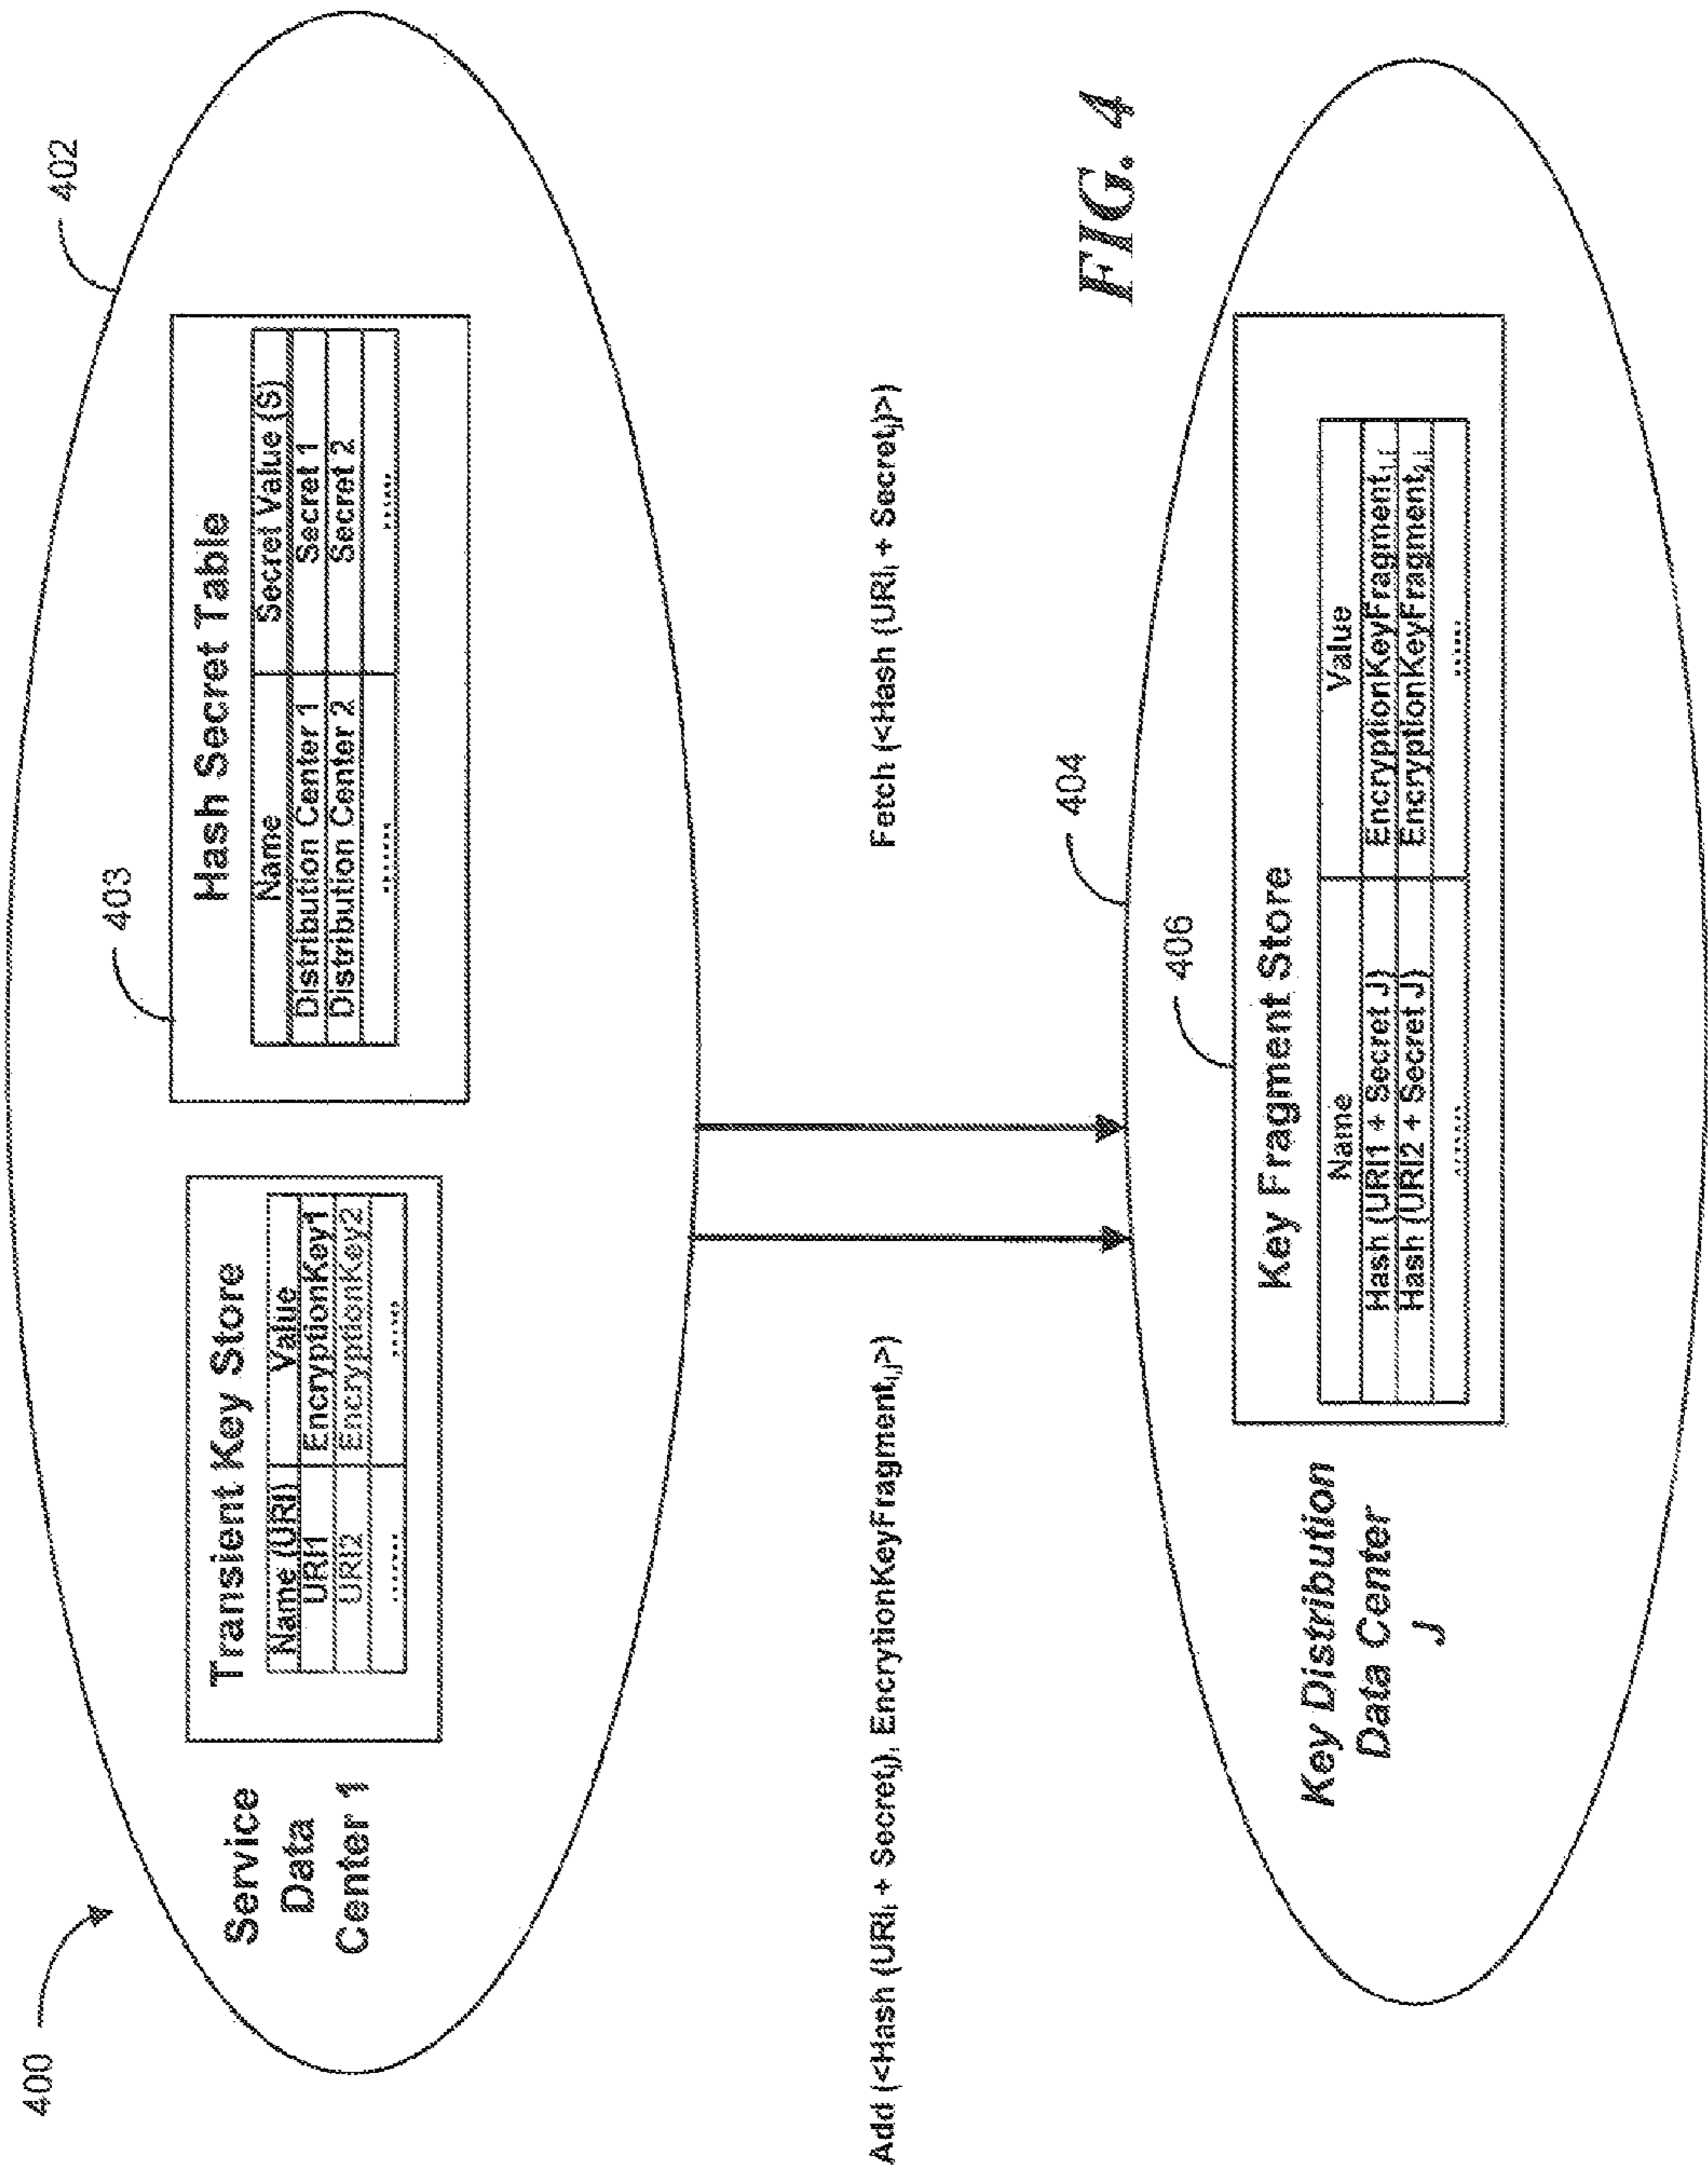 400
402
Service
Data
Center 1
Transient Key Store
Name (URI) Value
URI1 EncryptionKey1
URI2 EncryptionKey2
........ ........
403
Hash Secret Table
Name Secret Value (S)
Distribution Center 1 Secret 1
Distribution Center 2 Secret 2
........ ........
Add (<Hash (URIi + Secretj), EncrytionKeyFragmenti,j>)
Fetch (<Hash (URIi + Secretj)>)
404
FIG. 4
Key Distribution
Data Center
J
406
Key Fragment Store
Name Value
Hash (URI1 + Secret J) EncryptionKeyFragment
Hash (URI2 + Secret J) EncryptionKeyFragment
........ ........